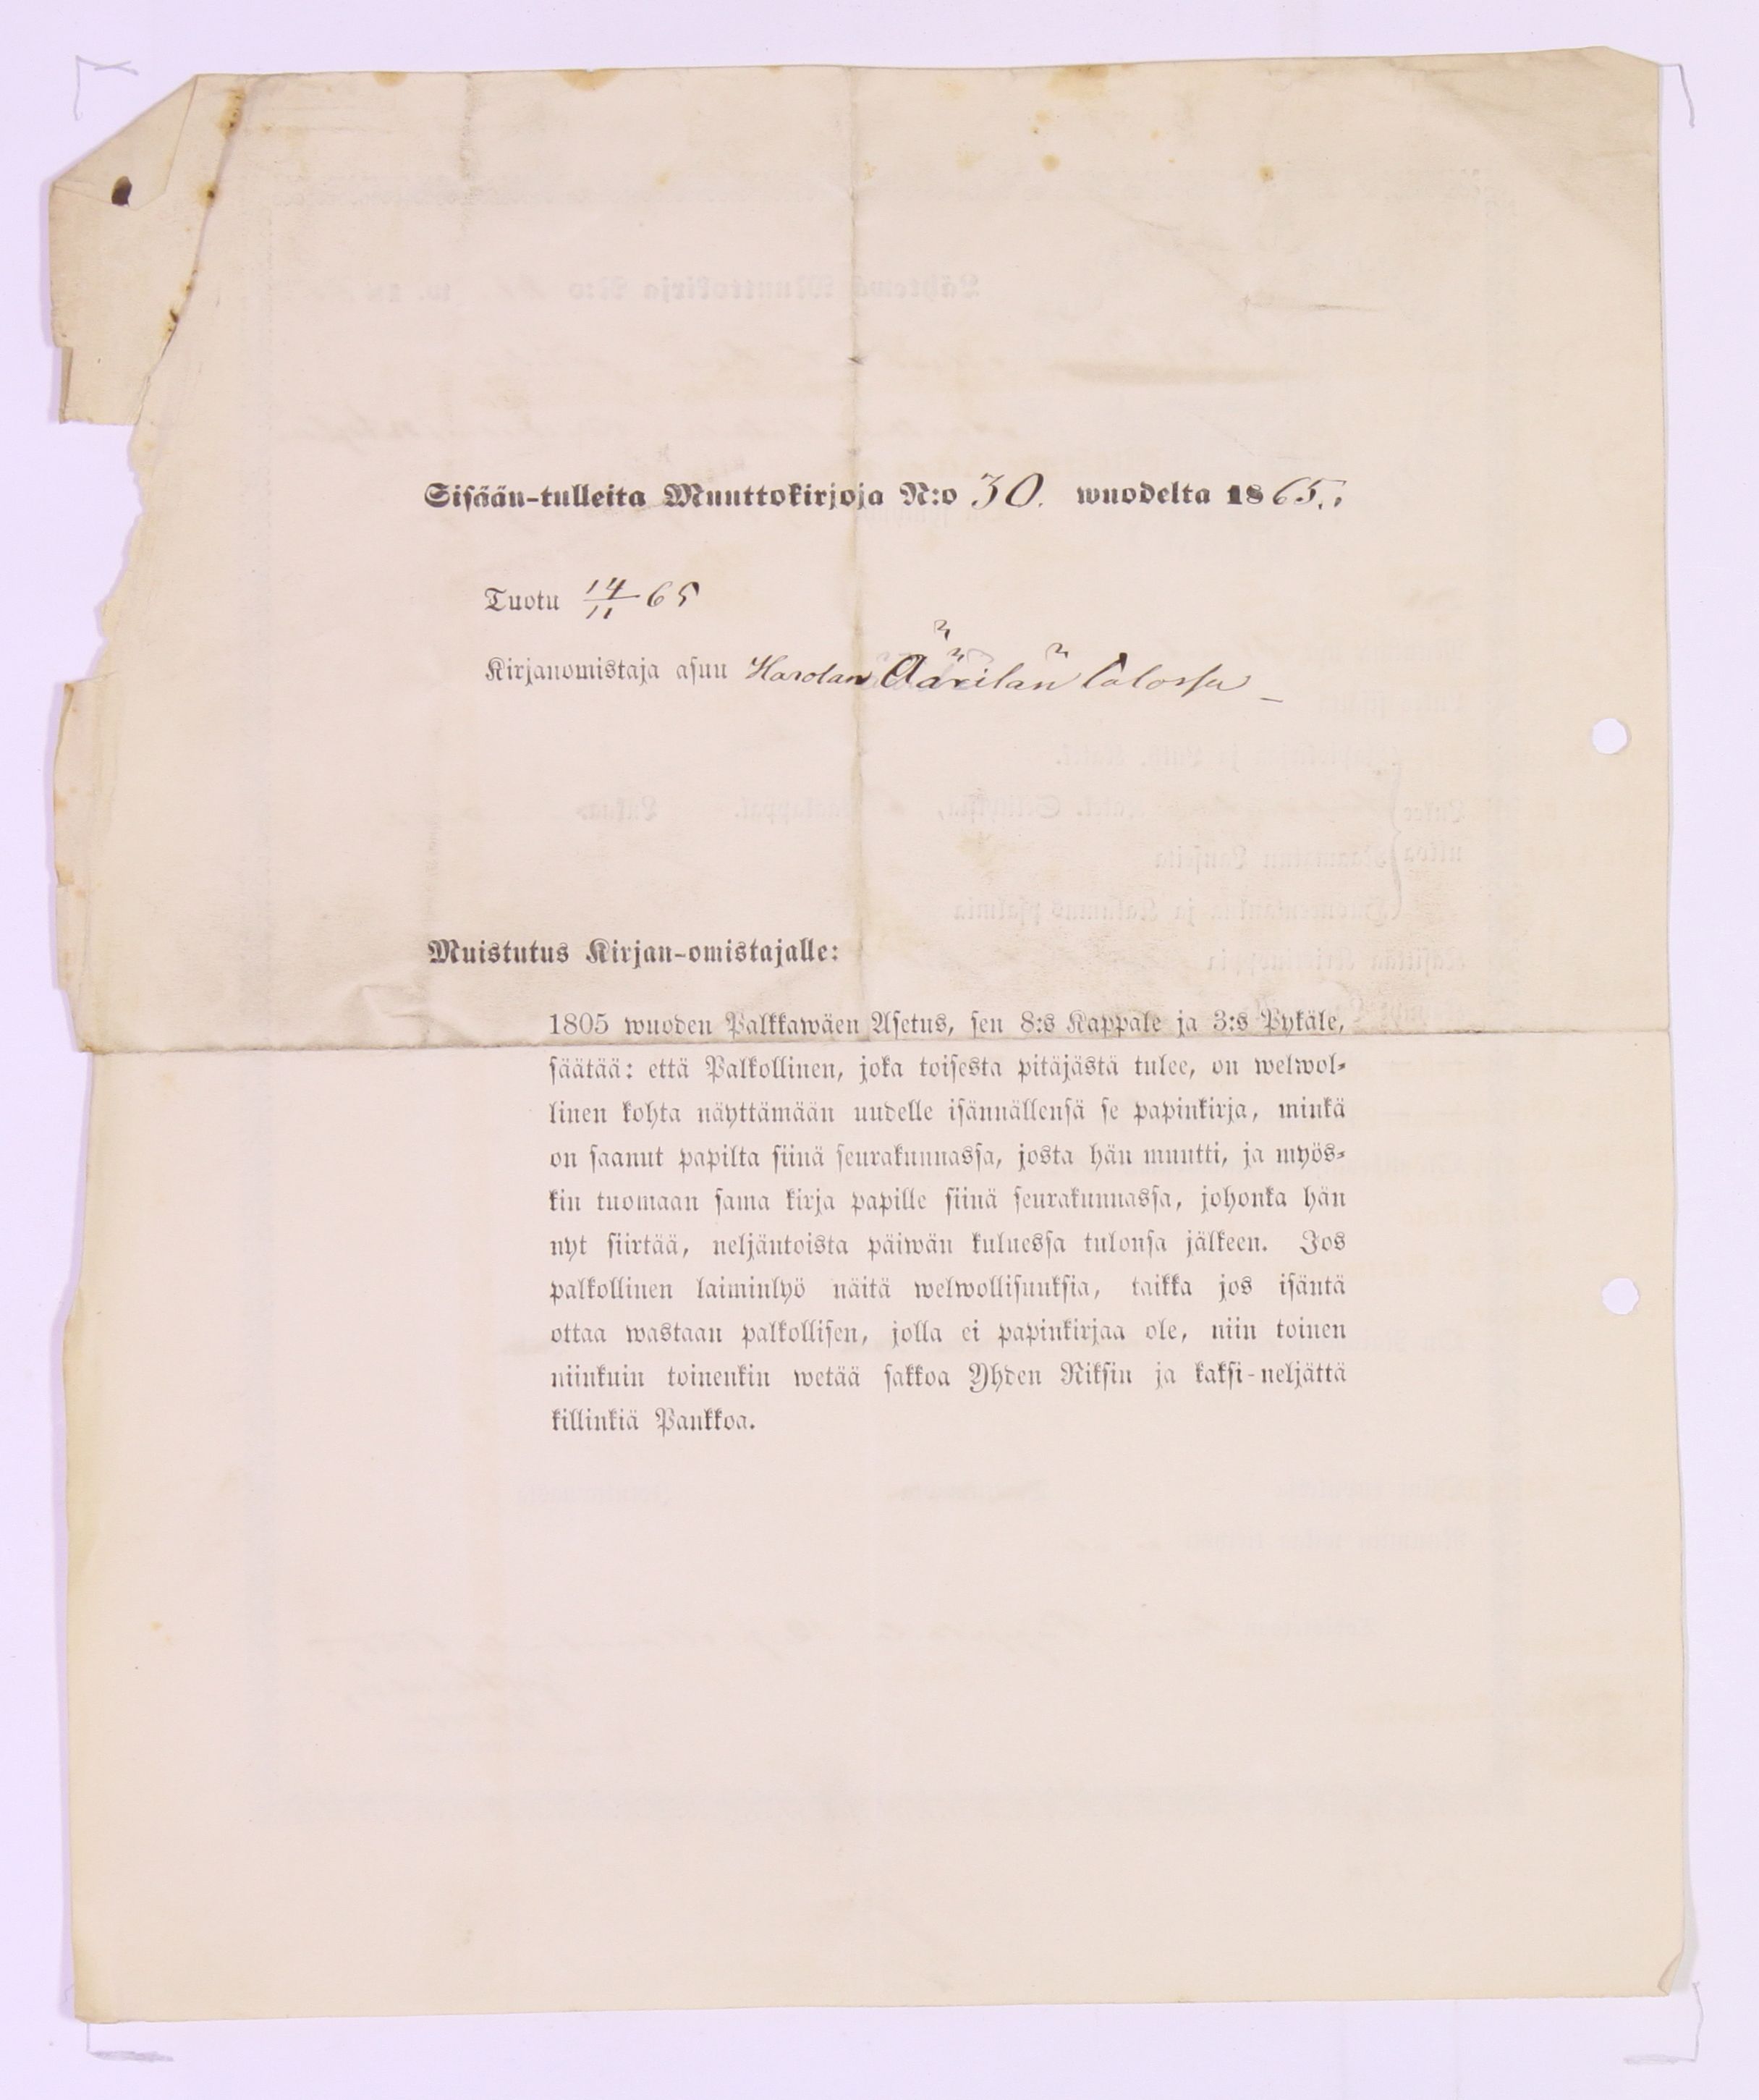 Sisään-tulleita Muuttokirjoja N:o 30. wuodelta 1865.,
Tuotu 14/11 65
Kirjanomistaja asuu Harolan Äärilän talossa
Muistutus Kirjan-omistajalle:
1805 wuoden Palkkawäen Asetus, sen 8:s Kappale ja 3:s Pykäle,
säätää: että Palkollinen, joka toisesta pitäjästä tulee, on welwol-
linen kohta näyttämään uudelle isännällensä se papinkirja, minkä
on saanut papilta siinä seurakunnassa, josta hän muutti, ja myös-
kin tuomaan sama kirja papille siinä seurakunnassa, johonka hän
nyt siirtää, neljäntoista päiwän kuluessa tulonsa jälkeen. Jos
palkollinen laiminlyö näitä welwollisuuksia, taikka jos isäntä
ottaa wastaan palkollisen, jolla ei papinkirjaa ole, niin toinen
niinkuin toinenkin wetää sakkoa Yhden Riksin ja kaksi-neljättä
killinkiä Pankkoa.